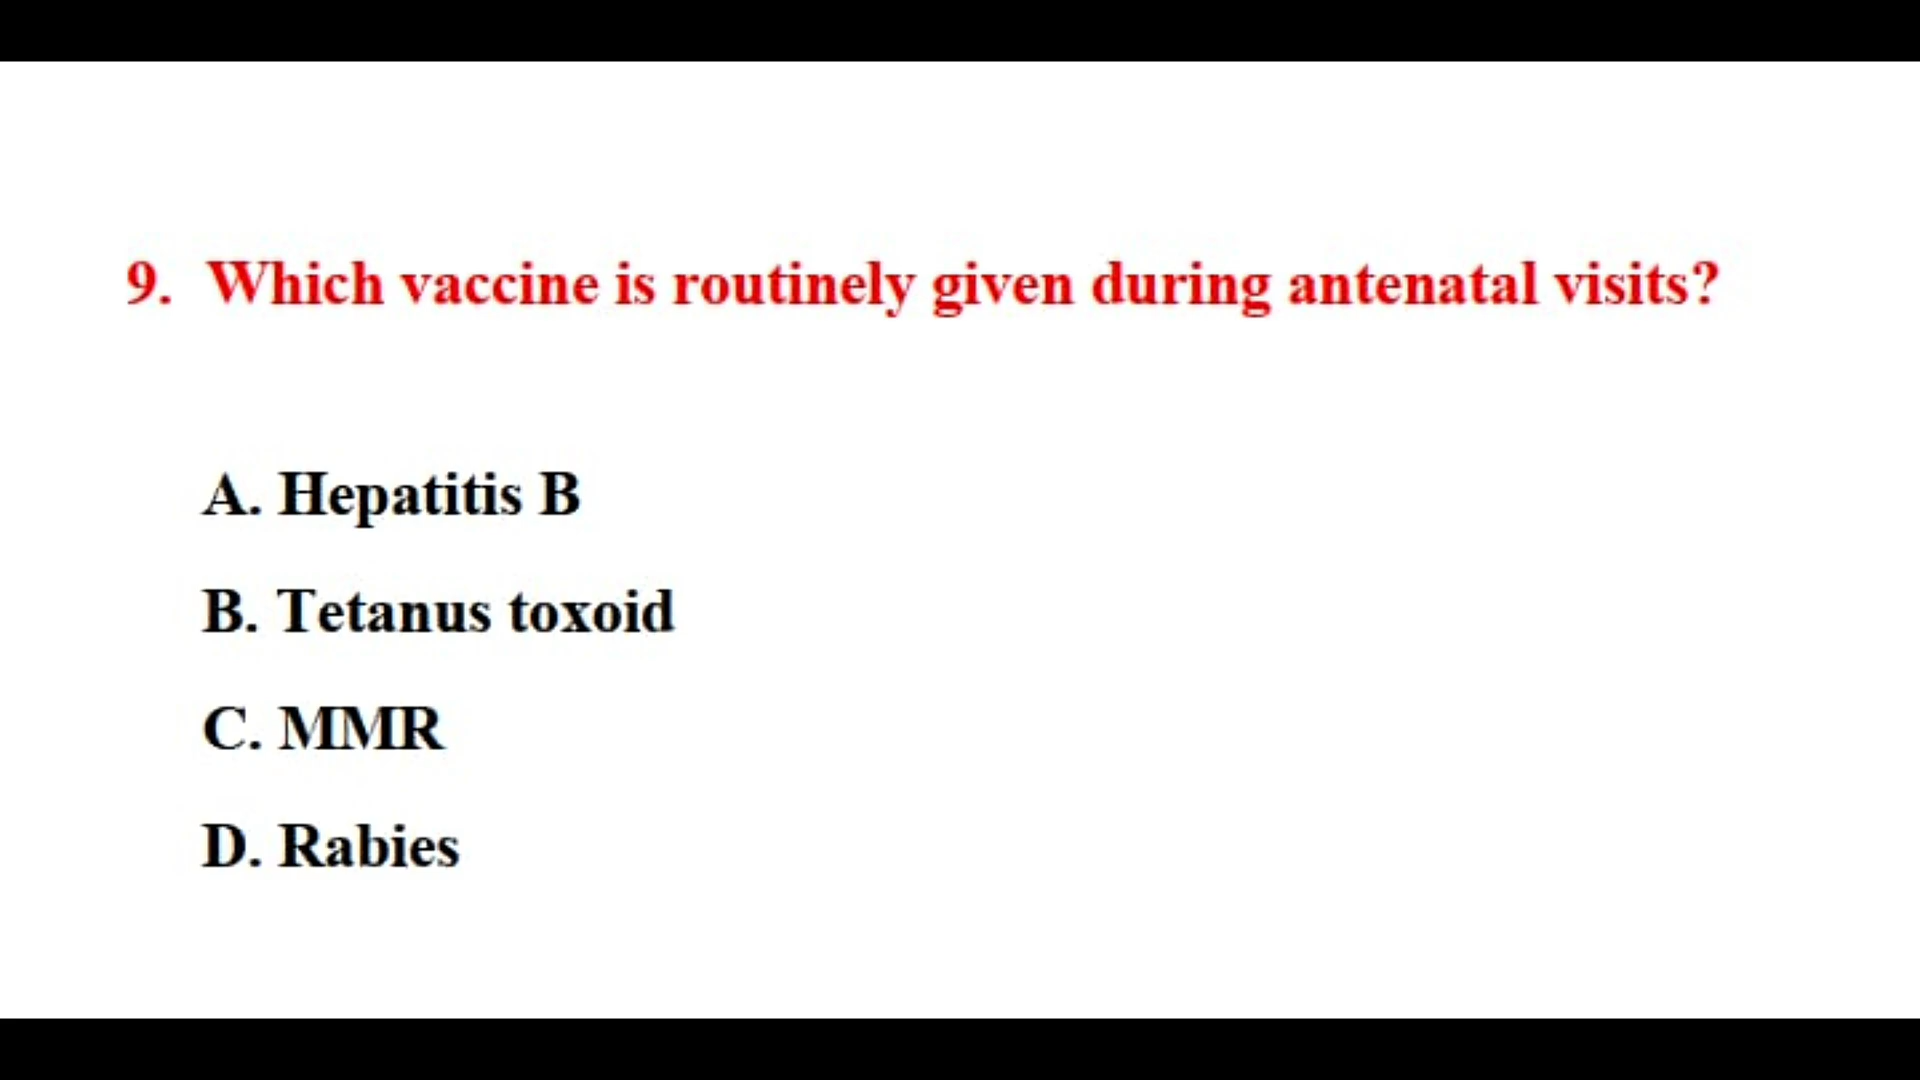 9. Which vaccine is routinely given during antenatal visits?
A. Hepatitis B
B. Tetanus toxoid
C. MMR
D. Rabies